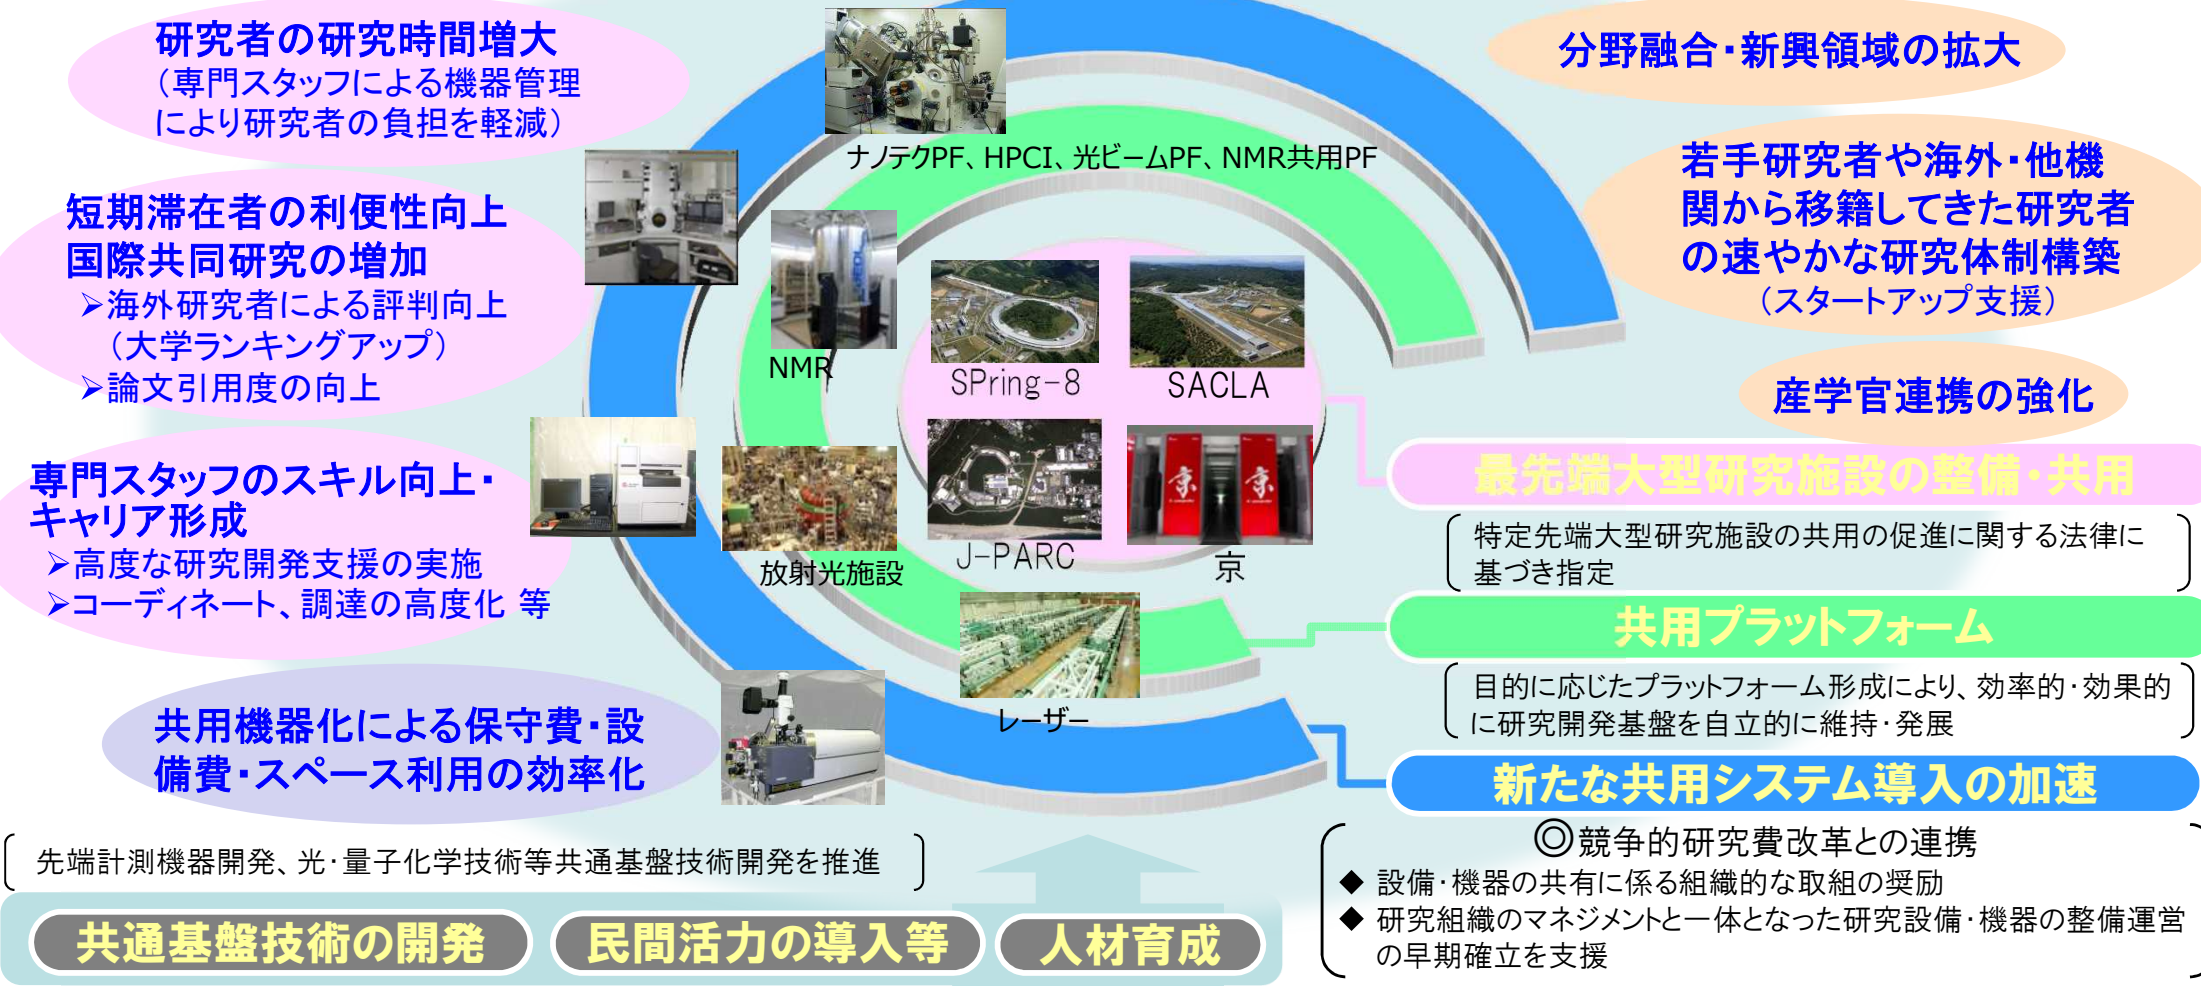 研究者の研究時間増大
（専門スタッフによる機器管理
により研究者の負担を軽減）
短期滞在者の利便性向上
国際共同研究の増加
➢海外研究者による評判向上
（大学ランキングアップ）
➢論文引用度の向上
専門スタッフのスキル向上・
キャリア形成
➢高度な研究開発支援の実施
➢コーディネート、調達の高度化 等
共用機器化による保守費・設
備費・スペース利用の効率化
ナノテクPF、HPCI、光ビームPF、NMR共用PF
NMR
SPring-8
SACLA
放射光施設
J-PARC
京
京
京
レーザー
分野融合・新興領域の拡大
若手研究者や海外・他機
関から移籍してきた研究者
の速やかな研究体制構築
（スタートアップ支援）
産学官連携の強化
最先端大型研究施設の整備・共用
特定先端大型研究施設の共用の促進に関する法律に
基づき指定
共用プラットフォーム
目的に応じたプラットフォーム形成により、効率的・効果的
に研究開発基盤を自立的に維持・発展
新たな共用システム導入の加速
◎競争的研究費改革との連携
◆ 設備・機器の共有に係る組織的な取組の奨励
◆ 研究組織のマネジメントと一体となった研究設備・機器の整備運営
の早期確立を支援
先端計測機器開発、光・量子化学技術等共通基盤技術開発を推進
共通基盤技術の開発
民間活力の導入等
人材育成